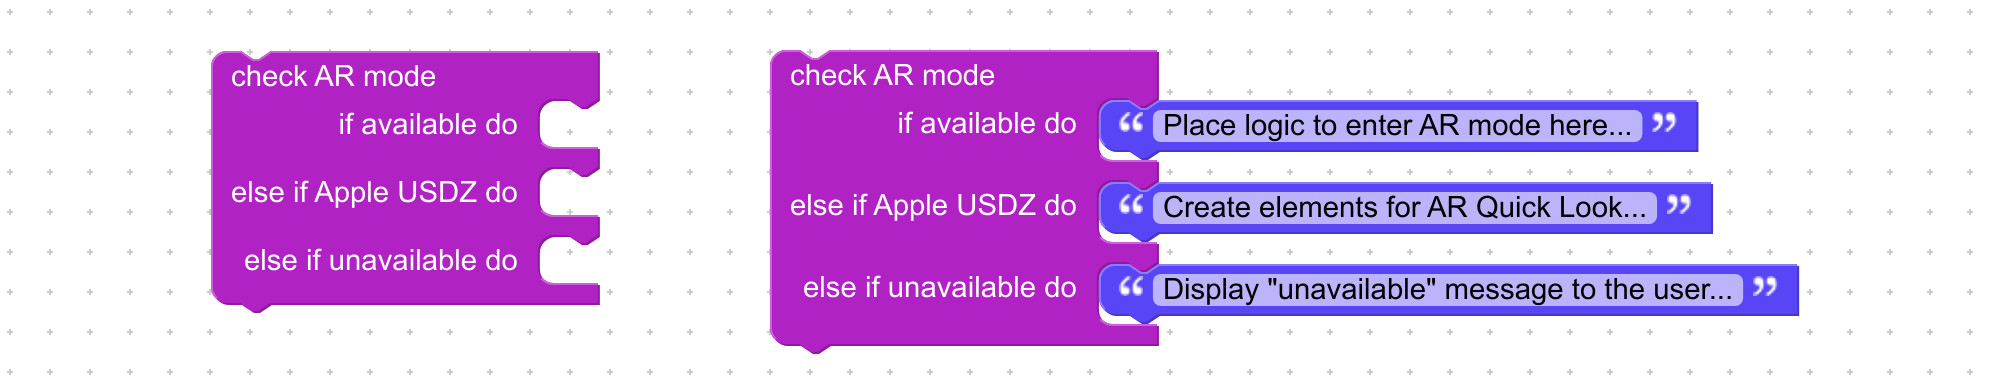 check AR mode
if available do
else if Apple USDZ do
else if unavailable do
check AR mode
if available do “ Place logic to enter AR mode here... ”
else if Apple USDZ do “ Create elements for AR Quick Look... ”
else if unavailable do “ Display "unavailable" message to the user... ”